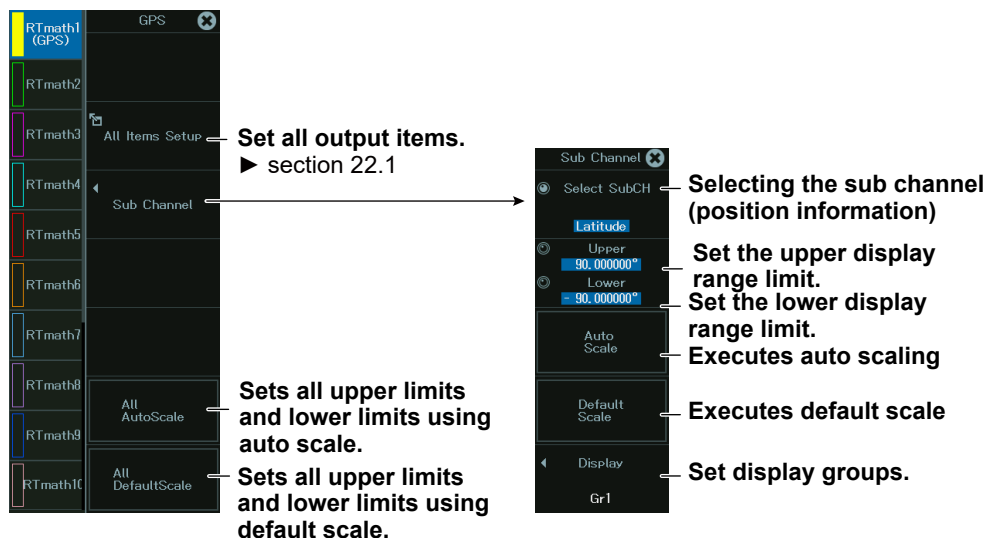 RTmath1
(GPS)
RTmath2
RTmath3
RTmath4
RTmath5
RTmath6
RTmath7
RTmath8
RTmath9
RTmath10
GPS
All Items Setup
Sub Channel
All
AutoScale
All
DefaultScale
Set all output items.
► section 22.1
Sets all upper limits
and lower limits using
auto scale.
Sets all upper limits
and lower limits using
default scale.
Sub Channel
Select SubCH
Latitude
Upper
90.000000°
Lower
- 90.000000°
Auto
Scale
Default
Scale
Display
Gr1
Selecting the sub channel
(position information)
Set the upper display
range limit.
Set the lower display
range limit.
Executes auto scaling
Executes default scale
Set display groups.